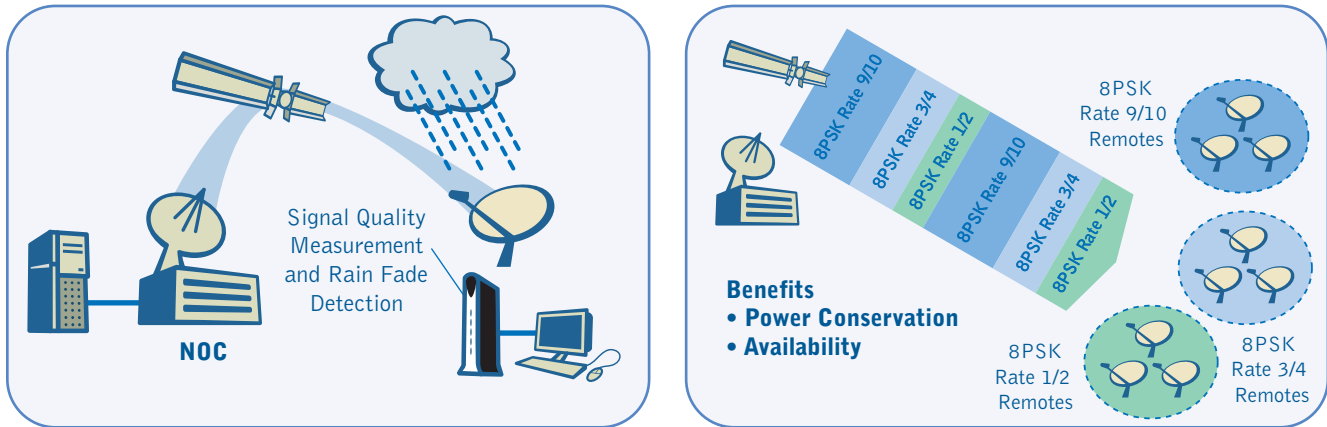 Signal Quality
Measurement
and Rain Fade
Detection
NOC
8PSK Rate 9/10
8PSK Rate 3/4
8PSK Rate 1/2
8PSK Rate 9/10
8PSK Rate 3/4
8PSK Rate 1/2
8PSK
Rate 9/10
Remotes
Benefits
• Power Conservation
• Availability
8PSK
Rate 1/2
Remotes
8PSK
Rate 3/4
Remotes